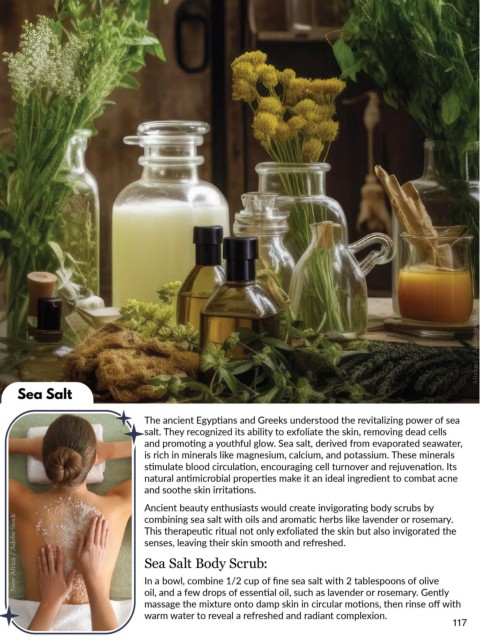 Sea Salt
The ancient Egyptians and Greeks understood the revitalizing power of sea
salt. They recognized its ability to exfoliate the skin, removing dead cells
and promoting a youthful glow. Sea salt, derived from evaporated seawater,
is rich in minerals like magnesium, calcium, and potassium. These minerals
stimulate blood circulation, encouraging cell turnover and rejuvenation. Its
natural antimicrobial properties make it an ideal ingredient to combat acne
and soothe skin irritations.
Ancient beauty enthusiasts would create invigorating body scrubs by
combining sea salt with oils and aromatic herbs like lavender or rosemary.
This therapeutic ritual not only exfoliated the skin but also invigorated the
senses, leaving their skin smooth and refreshed.
Sea Salt Body Scrub:
In a bowl, combine 1/2 cup of fine sea salt with 2 tablespoons of olive
oil, and a few drops of essential oil, such as lavender or rosemary. Gently
massage the mixture onto damp skin in circular motions, then rinse off with
warm water to reveal a refreshed and radiant complexion.
New Africa / Adobe Stock
117